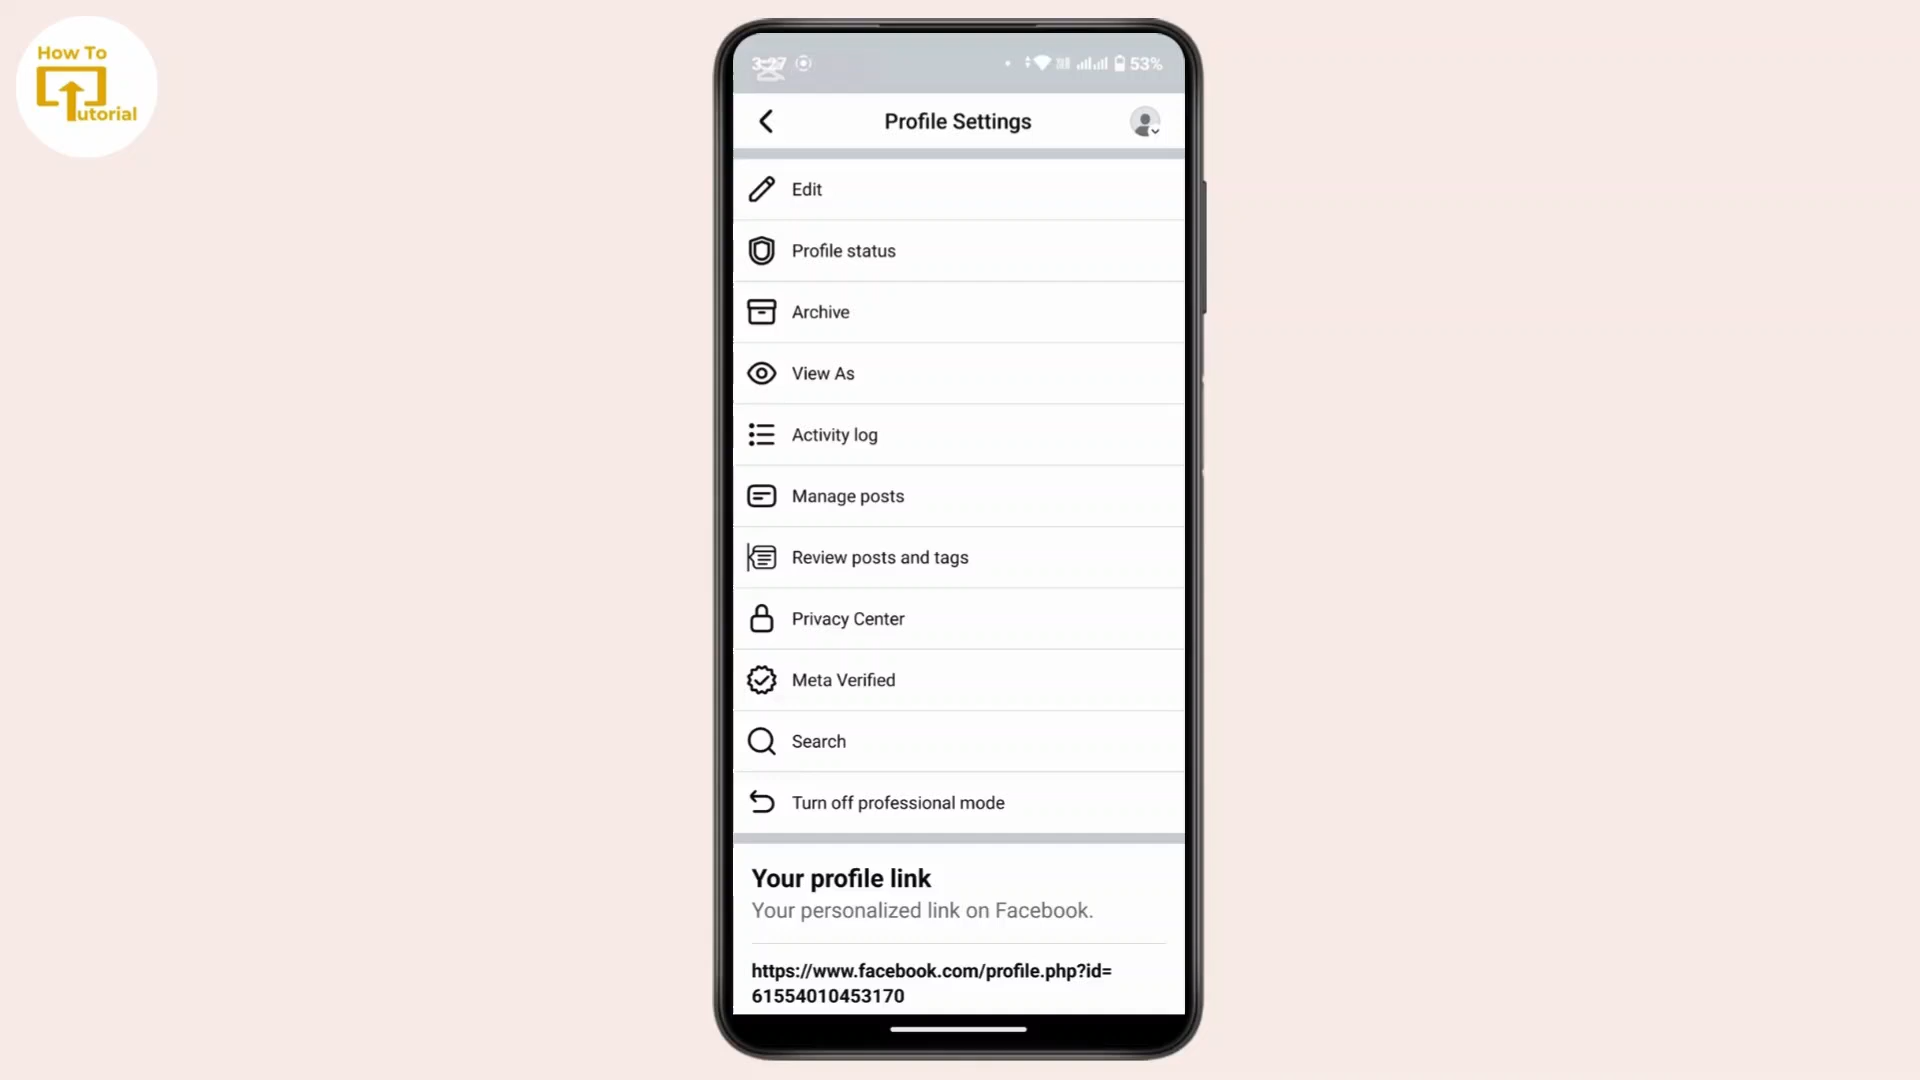 How To
Tutorial
3:27 53%
Profile Settings
Edit
Profile status
Archive
View As
Activity log
Manage posts
Review posts and tags
Privacy Center
Meta Verified
Search
Turn off professional mode
Your profile link
Your personalized link on Facebook.
https://www.facebook.com/profile.php?id=
61554010453170